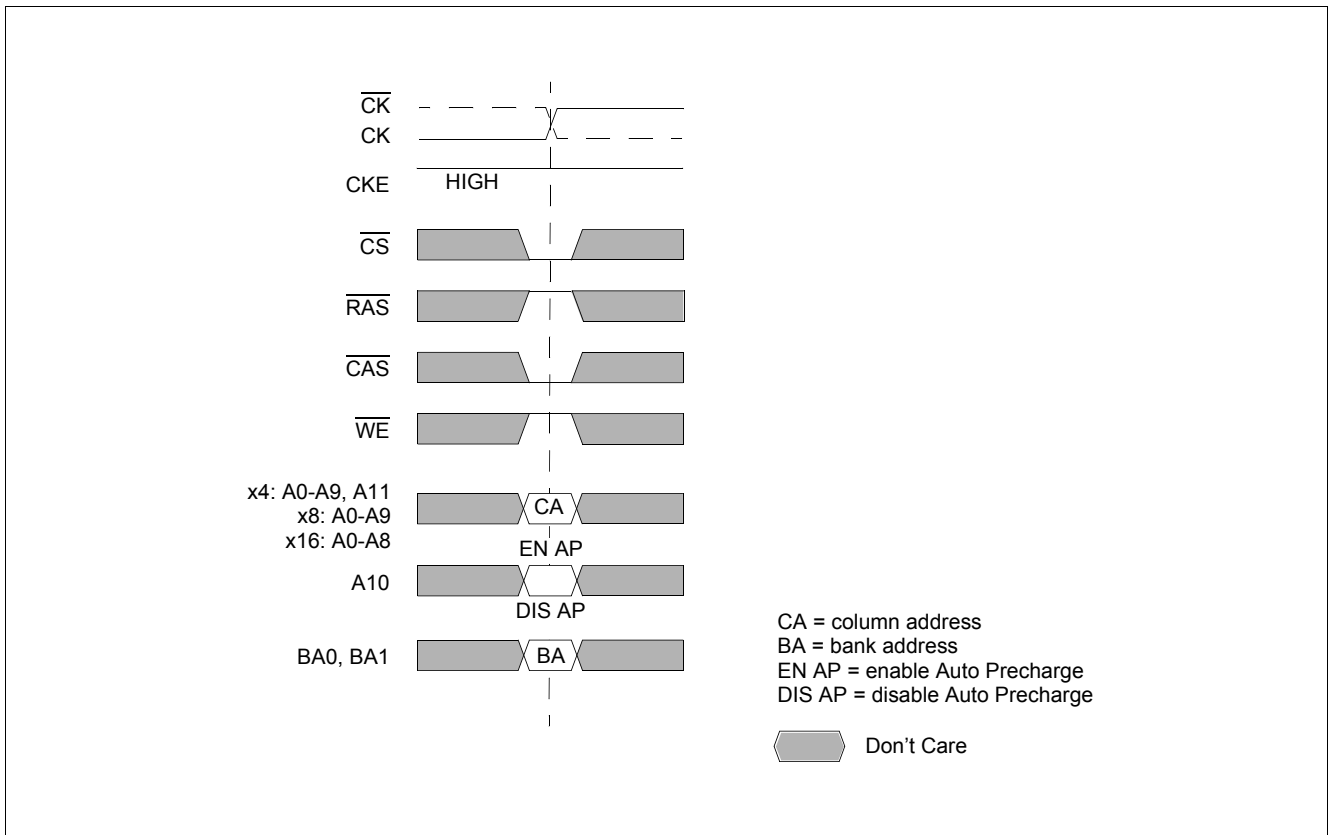 CK
CK
CKE HIGH
CS
RAS
CAS
WE
x4: A0-A9, A11
x8: A0-A9
x16: A0-A8
CA
EN AP
A10
DIS AP
BA0, BA1
BA
CA = column address
BA = bank address
EN AP = enable Auto Precharge
DIS AP = disable Auto Precharge
Don't Care